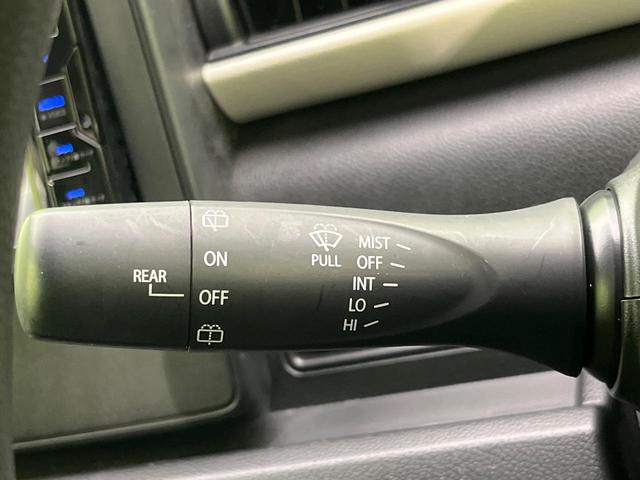 REAR
ON
OFF
PULL
MIST
OFF
INT
LO
HI